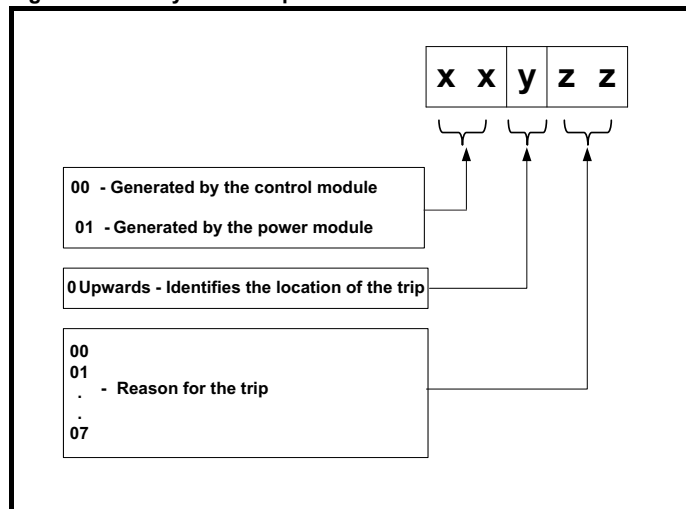 x x y z z
00 - Generated by the control module
01 - Generated by the power module
0 Upwards - Identifies the location of the trip
00
01
.
- Reason for the trip
.
07